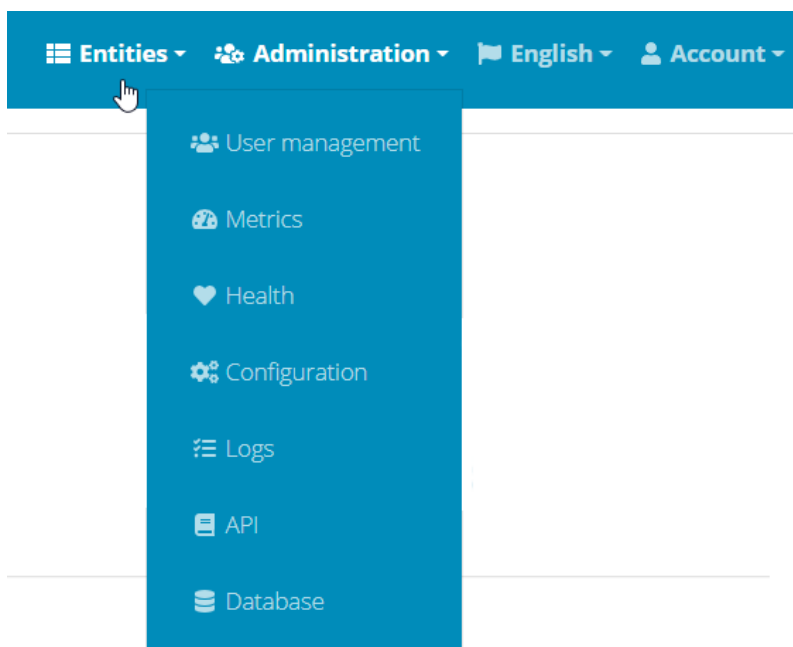 Entities Administration English Account
User management
Metrics
Health
Configuration
Logs
API
Database